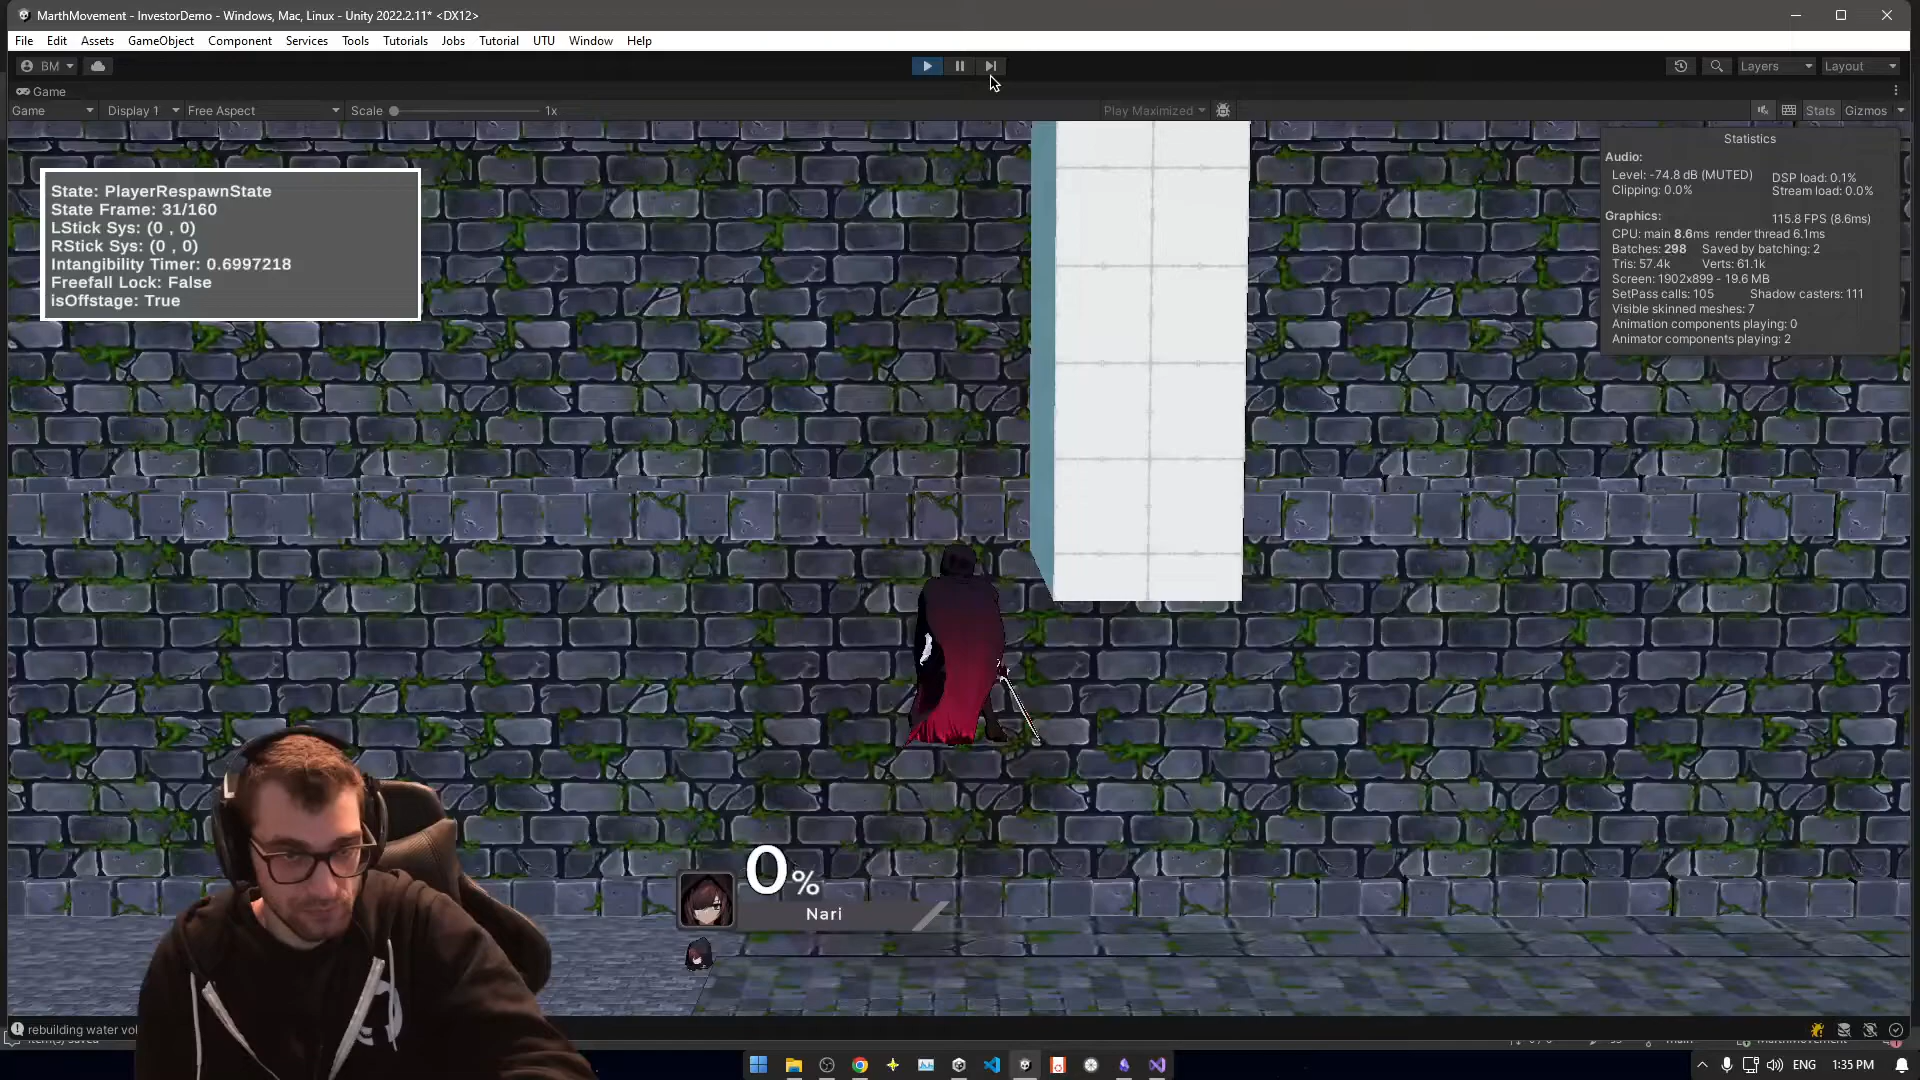 MarthMovement - InvestorDemo - Windows, Mac, Linux - Unity 2022.2.11* <DX12>
File Edit Assets GameObject Component Services Tools Tutorials Jobs Tutorial UTU Window Help
BM
Layers Layout
Game
Game Display 1 Free Aspect Scale 1x Play Maximized Stats Gizmos
State: PlayerRespawnState
State Frame: 31/160
LStick Sys: (0 , 0)
RStick Sys: (0 , 0)
Intangibility Timer: 0.6997218
Freefall Lock: False
isOffstage: True
Statistics
Audio:
Level: -74.8 dB (MUTED) DSP load: 0.1%
Clipping: 0.0% Stream load: 0.0%
Graphics: 115.8 FPS (8.6ms)
CPU: main 8.6ms render thread 6.1ms
Batches: 298 Saved by batching: 2
Tris: 57.4k Verts: 61.1k
Screen: 1902x899 - 19.6 MB
SetPass calls: 105 Shadow casters: 111
Visible skinned meshes: 7
Animation components playing: 0
Animator components playing: 2
0%
Nari
rebuilding water vol
ENG 1:35 PM